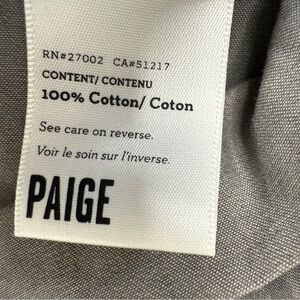 RN#27002 CA#51217
CONTENT/ CONTENU
100% Cotton/ Coton
See care on reverse.
Voir le soin sur l'inverse.
PAIGE